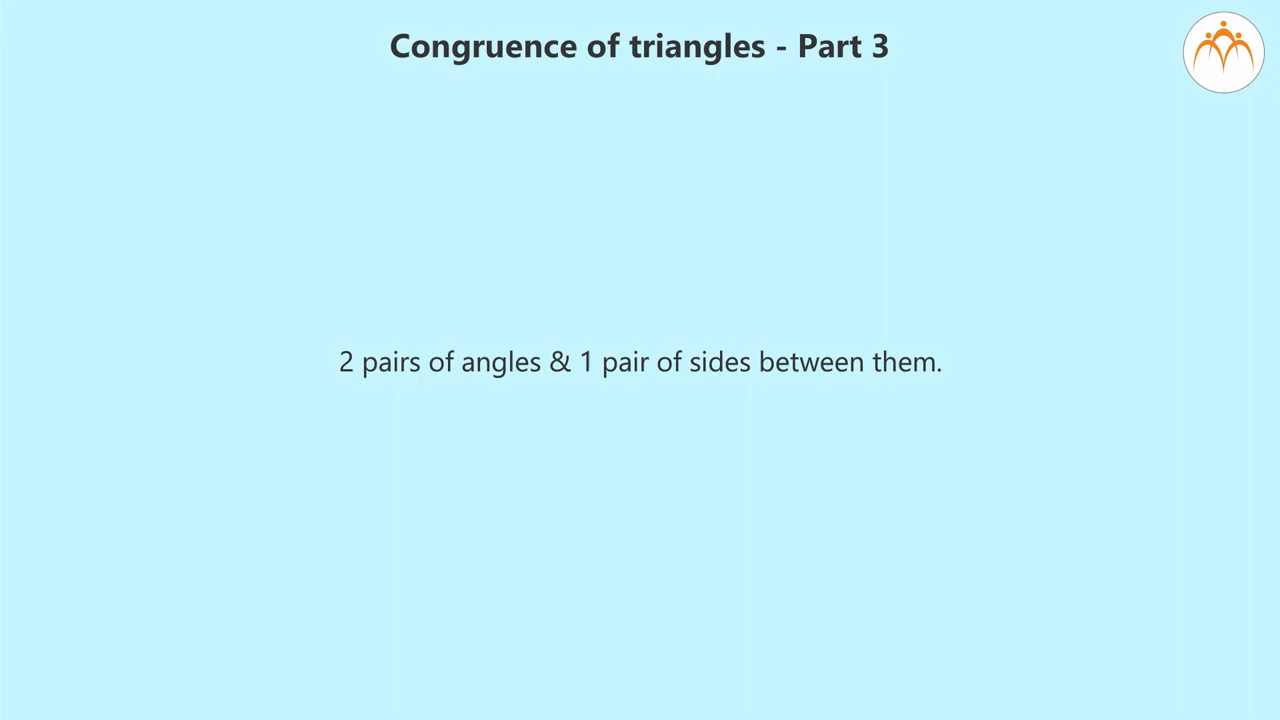 Congruence of triangles - Part 3
2 pairs of angles & 1 pair of sides between them.